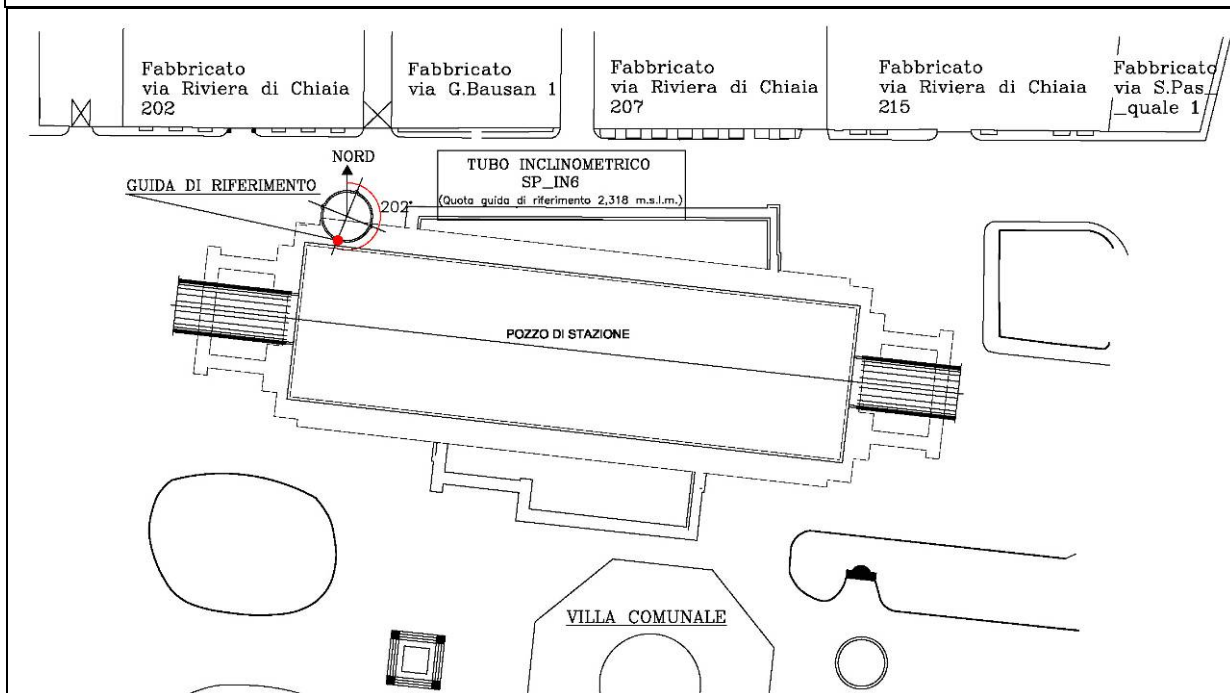 Fabbricato
via Riviera di Chiaia
202
Fabbricato
via G.Bausan 1
Fabbricato
via Riviera di Chiaia
207
Fabbricato
via Riviera di Chiaia
215
Fabbricato
via S.Pas_
_quale 1
NORD
TUBO INCLINOMETRICO
SP_IN6
(Quota guida di riferimento 2,318 m.s.l.m.)
GUIDA DI RIFERIMENTO
202°
POZZO DI STAZIONE
VILLA COMUNALE